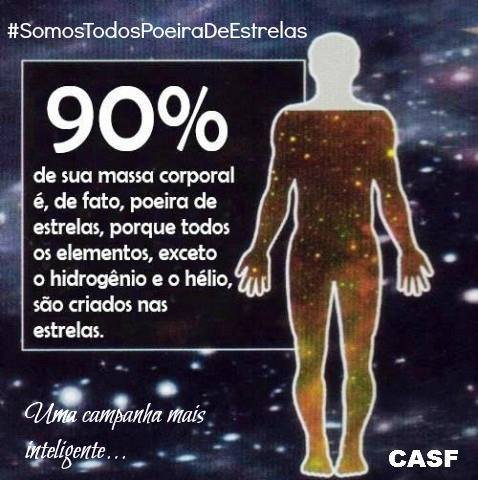 #SomosTodosPoeiraDeEstrelas
90%
de sua massa corporal
é, de fato, poeira de
estrelas, porque todos
os elementos, exceto
o hidrogênio e o hélio,
são criados nas
estrelas.
Uma campanha mais
inteligente...
CASF